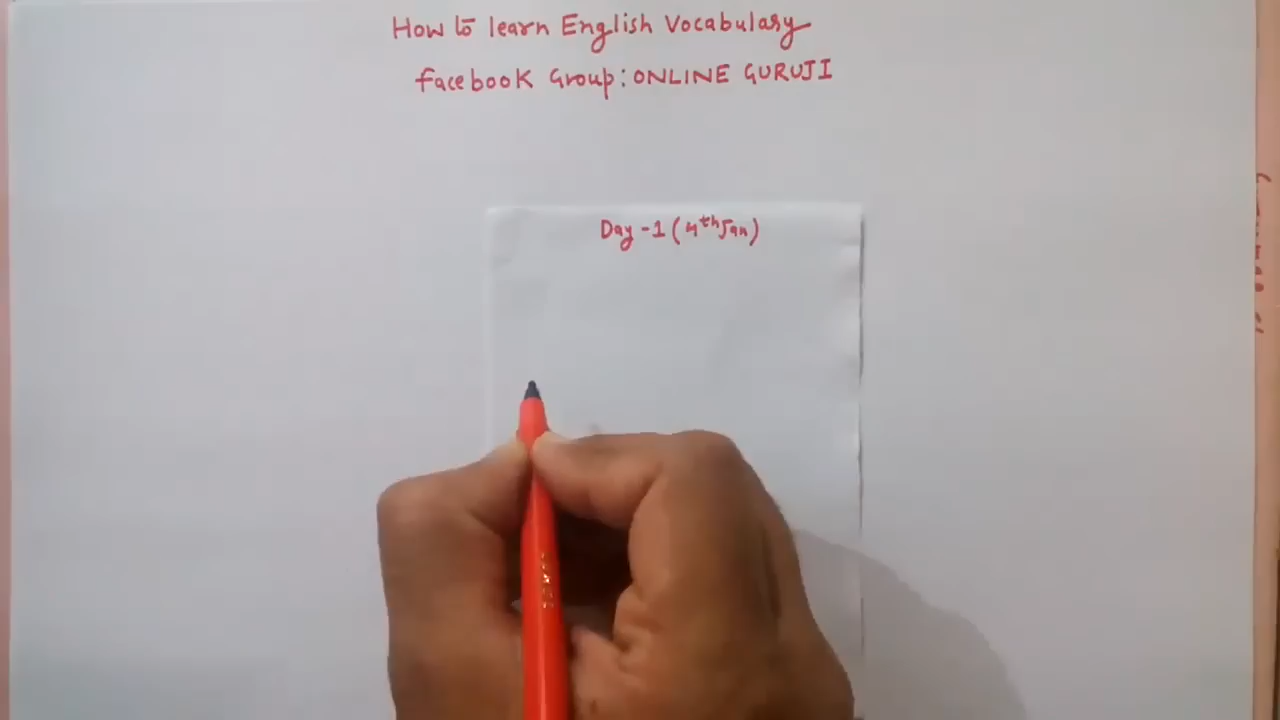 How to learn English Vocabulary
facebook Group: ONLINE GURUJI
Day -1 (4th Jan)